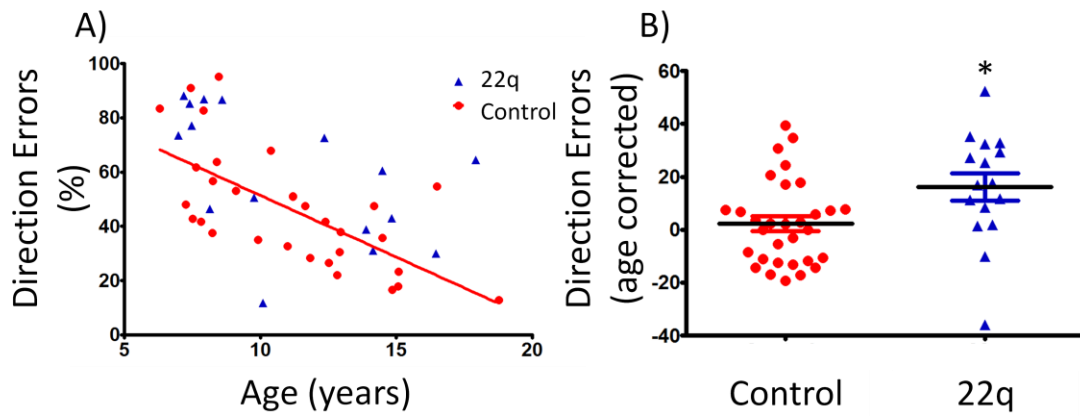 A)
Direction Errors
(%)
100
80
60
40
20
0
5
10
15
20
Age (years)
22q
Control
B)
Direction Errors
(age corrected)
60
40
20
0
-20
-40
*
Control
22q